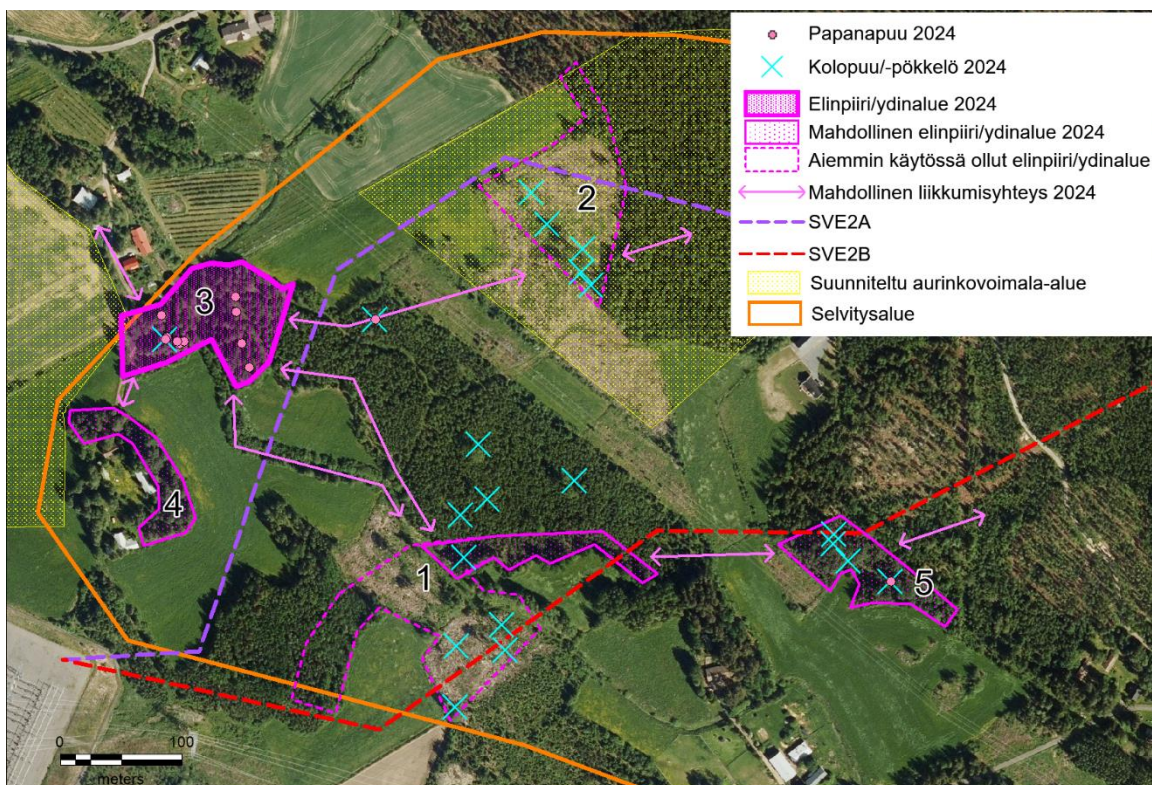 Papanapuu 2024
Kolopuu/-pökkelö 2024
Elinpiiri/ydinalue 2024
Mahdollinen elinpiiri/ydinalue 2024
Aiemmin käytössä ollut elinpiiri/ydinalue
Mahdollinen liikkumisyhteys 2024
SVE2A
SVE2B
Suunniteltu aurinkovoimala-alue
Selvitysalue
2
3
4
1
5
0 100
meters